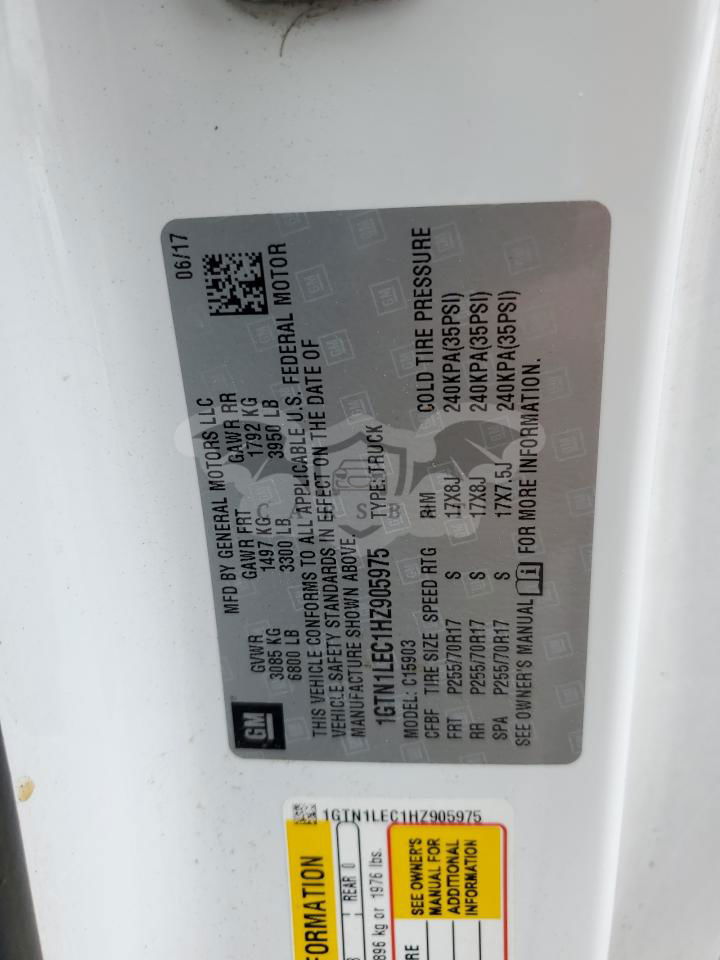 MFD BY GENERAL MOTORS LLC 06/17
GVWR GAWR FRT GAWR RR
3085 KG 1497 KG 1792 KG
6800 LB 3300 LB 3950 LB
GM
THIS VEHICLE CONFORMS TO ALL APPLICABLE U.S. FEDERAL MOTOR
VEHICLE SAFETY STANDARDS IN EFFECT ON THE DATE OF
MANUFACTURE SHOWN ABOVE.
1GTN1LEC1HZ905975 TYPE:TRUCK
MODEL: C15903
CFBF TIRE SIZE SPEED RTG RIM COLD TIRE PRESSURE
FRT P255/70R17 S 17X8J 240KPA(35PSI)
RR P255/70R17 S 17X8J 240KPA(35PSI)
SPA P255/70R17 S 17X7.5J 240KPA(35PSI)
SEE OWNER'S MANUAL FOR MORE INFORMATION.
1GTN1LEC1HZ905975
REAR 0
896 kg or 1976 lbs.
SEE OWNER'S
MANUAL FOR
ADDITIONAL
INFORMATION